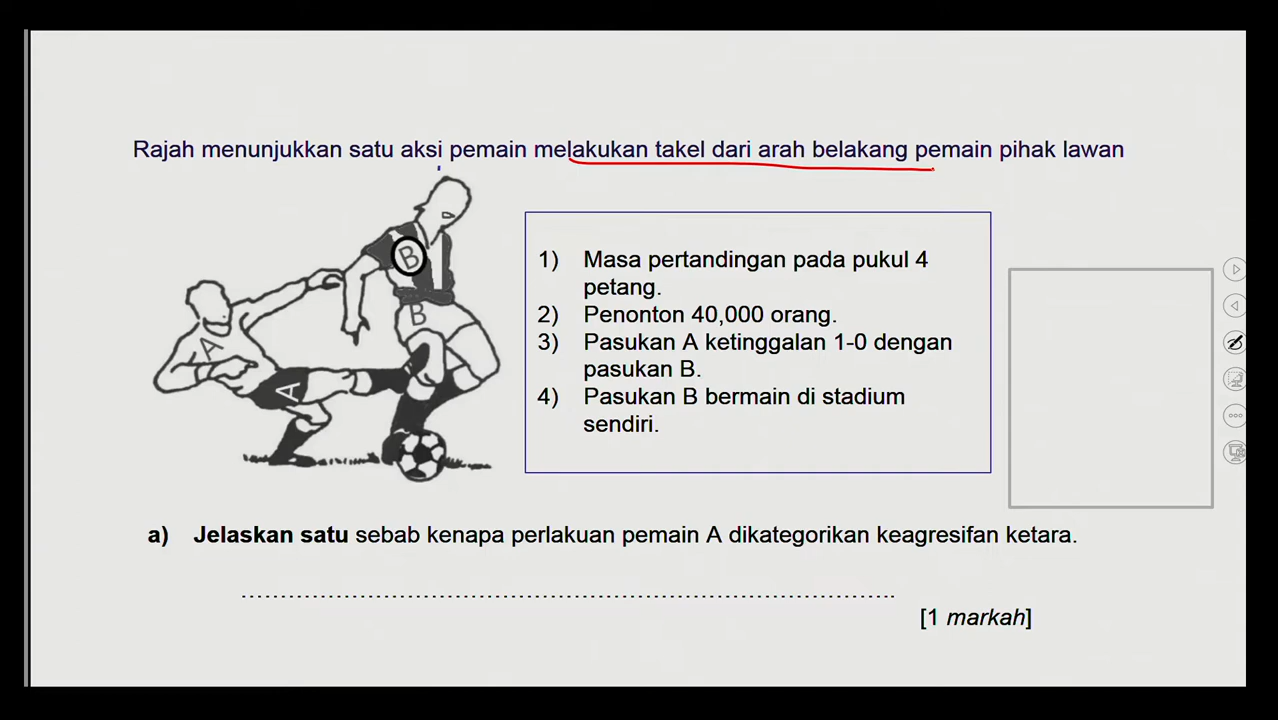 Rajah menunjukkan satu aksi pemain melakukan takel dari arah belakang pemain pihak lawan
B
B
A
A
1) Masa pertandingan pada pukul 4
petang.
2) Penonton 40,000 orang.
3) Pasukan A ketinggalan 1-0 dengan
pasukan B.
4) Pasukan B bermain di stadium
sendiri.
a) Jelaskan satu sebab kenapa perlakuan pemain A dikategorikan keagresifan ketara.
................................................................................................
[1 markah]